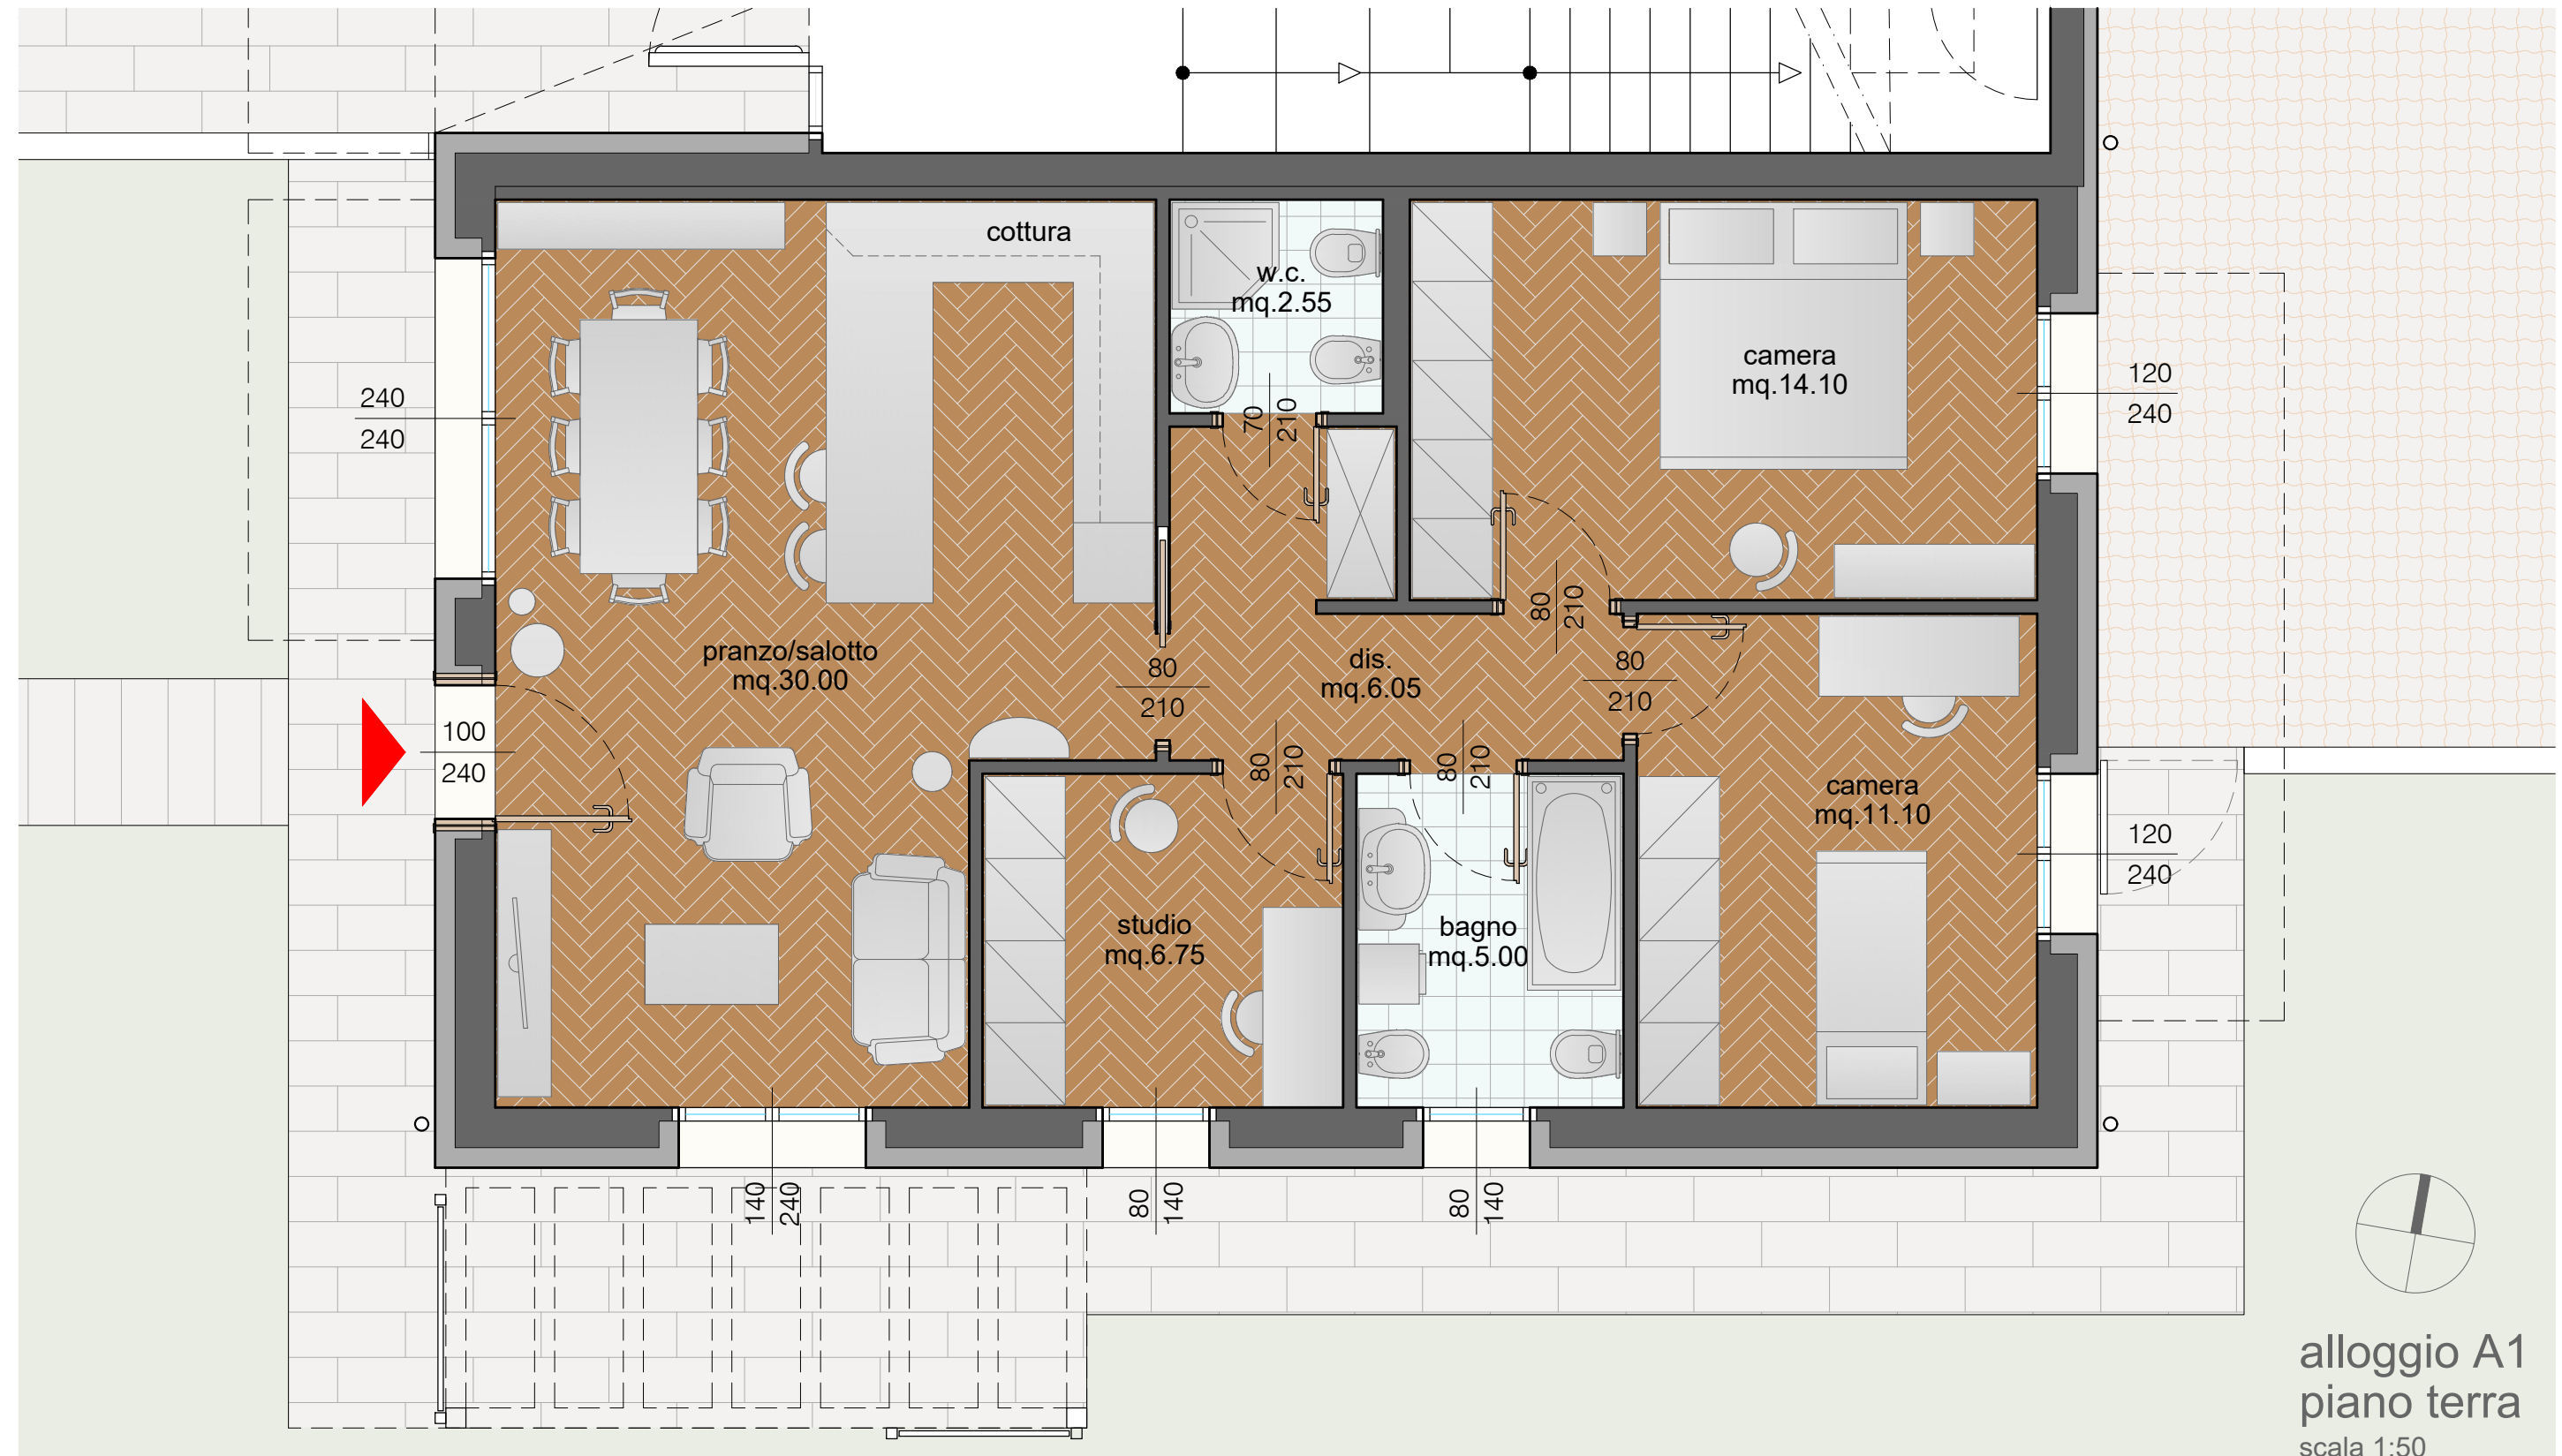 cottura
w.c.
mq.2.55
camera
mq.14.10
120
240
240
240
70
210
80
210
pranzo/salotto
mq.30.00
80
210
dis.
mq.6.05
80
210
100
240
80
210
80
210
camera
mq.11.10
120
240
studio
mq.6.75
bagno
mq.5.00
140
240
80
140
80
140
alloggio A1
piano terra
scala 1:50